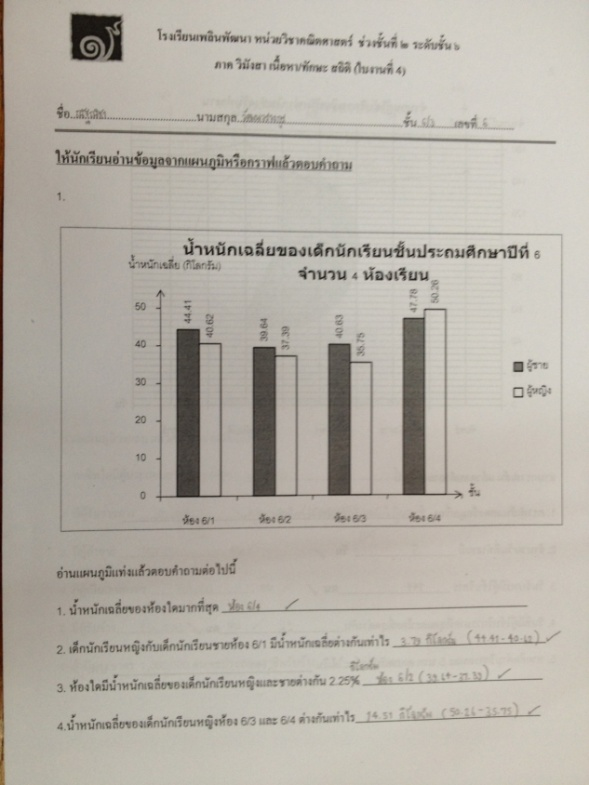 โรงเรียนเพลินพัฒนา หน่วยวิชาคณิตศาสตร์ ช่วงชั้นที่ ๒ ระดับชั้น ๖
ภาค วิมังสา เนื้อหา/ทักษะ สถิติ (ใบงานที่ 4)
ชื่อ นามสกุล ชั้น 6/3 เลขที่ 6
ให้นักเรียนอ่านข้อมูลจากแผนภูมิหรือกราฟแล้วตอบคำถาม
1.
น้ำหนักเฉลี่ยของเด็กนักเรียนชั้นประถมศึกษาปีที่ 6
จำนวน 4 ห้องเรียน
น้ำหนักเฉลี่ย (กิโลกรัม)
50
40
30
20
10
0
44.41
40.62
39.64
37.39
40.63
35.75
47.78
50.26
ผู้ชาย
ผู้หญิง
ชั้น
ห้อง 6/1
ห้อง 6/2
ห้อง 6/3
ห้อง 6/4
อ่านแผนภูมิแท่งแล้วตอบคำถามต่อไปนี้
1. น้ำหนักเฉลี่ยของห้องใดมากที่สุด ห้อง 6/4
2. เด็กนักเรียนหญิงกับเด็กนักเรียนชายห้อง 6/1 มีน้ำหนักเฉลี่ยต่างกันเท่าไร 3.79 กิโลกรัม (44.41-40.62)
กิโลกรัม
3. ห้องใดมีน้ำหนักเฉลี่ยของเด็กนักเรียนหญิงและชายต่างกัน 2.25% ห้อง 6/2 (39.64-37.39)
4.น้ำหนักเฉลี่ยของเด็กนักเรียนหญิงห้อง 6/3 และ 6/4 ต่างกันเท่าไร 14.51 กิโลกรัม (50.26-35.75)